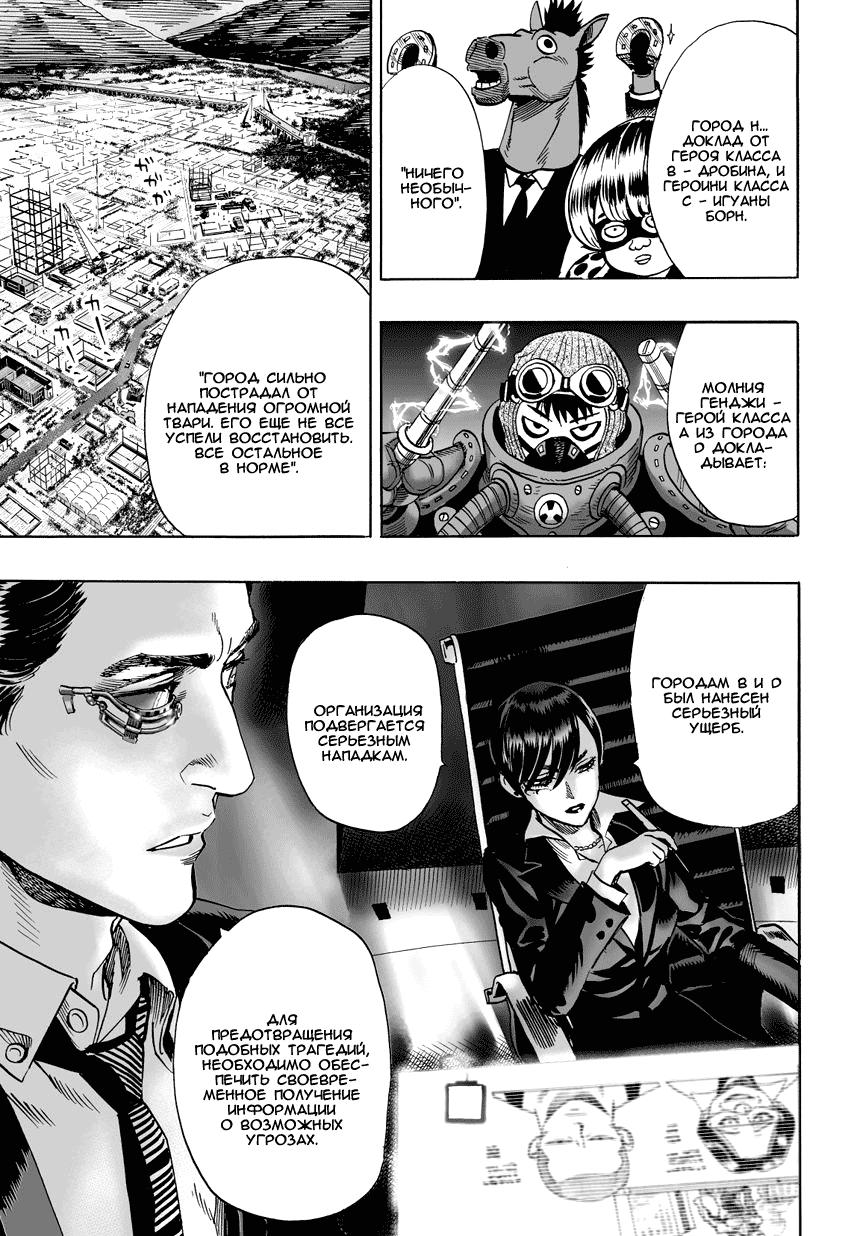 ГОРОД Н...
ДОКЛАД ОТ
ГЕРОЯ КЛАССА
В - ДРОБИНА, И
ГЕРОИНИ КЛАССА
С - ИГУАНЫ
БОРН.
"НИЧЕГО
НЕОБЫЧ-
НОГО".
МОЛНИЯ
ГЕНДЖИ -
ГЕРОЙ КЛАССА
А ИЗ ГОРОДА
D ДОКЛА-
ДЫВАЕТ:
"ГОРОД СИЛЬНО
ПОСТРАДАЛ ОТ
НАПАДЕНИЯ ОГРОМНОЙ
ТВАРИ. ЕГО ЕЩЕ НЕ ВСЕ
УСПЕЛИ ВОССТАНОВИТЬ.
ВСЕ ОСТАЛЬНОЕ
В НОРМЕ".
ГОРОДАМ В И D
БЫЛ НАНЕСЕН
СЕРЬЕЗНЫЙ
УЩЕРБ.
ОРГАНИЗАЦИЯ
ПОДВЕРГАЕТСЯ
СЕРЬЕЗНЫМ
НАПАДКАМ.
ДЛЯ
ПРЕДОТВРАЩЕНИЯ
ПОДОБНЫХ ТРАГЕДИЙ,
НЕОБХОДИМО ОБЕС-
ПЕЧИТЬ СВОЕВРЕ-
МЕННОЕ ПОЛУЧЕНИЕ
ИНФОРМАЦИИ
О ВОЗМОЖНЫХ
УГРОЗАХ.